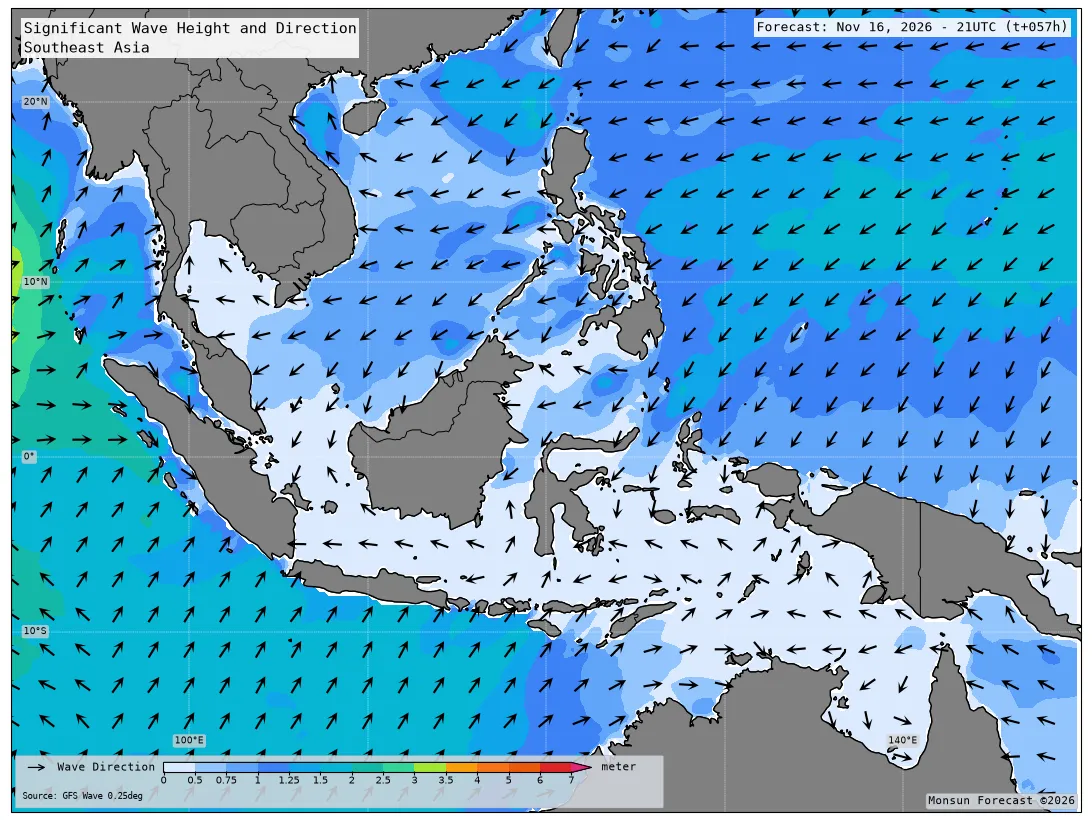 Significant Wave Height and Direction
Southeast Asia
Forecast: Nov 16, 2026 - 21UTC (t+057h)
20°N
10°N
0°
10°S
100°E
140°E
Wave Direction
meter
0 0.5 0.75 1 1.25 1.5 2 2.5 3 3.5 4 5 6 7
Source: GFS Wave 0.25deg
Monsun Forecast ©2026